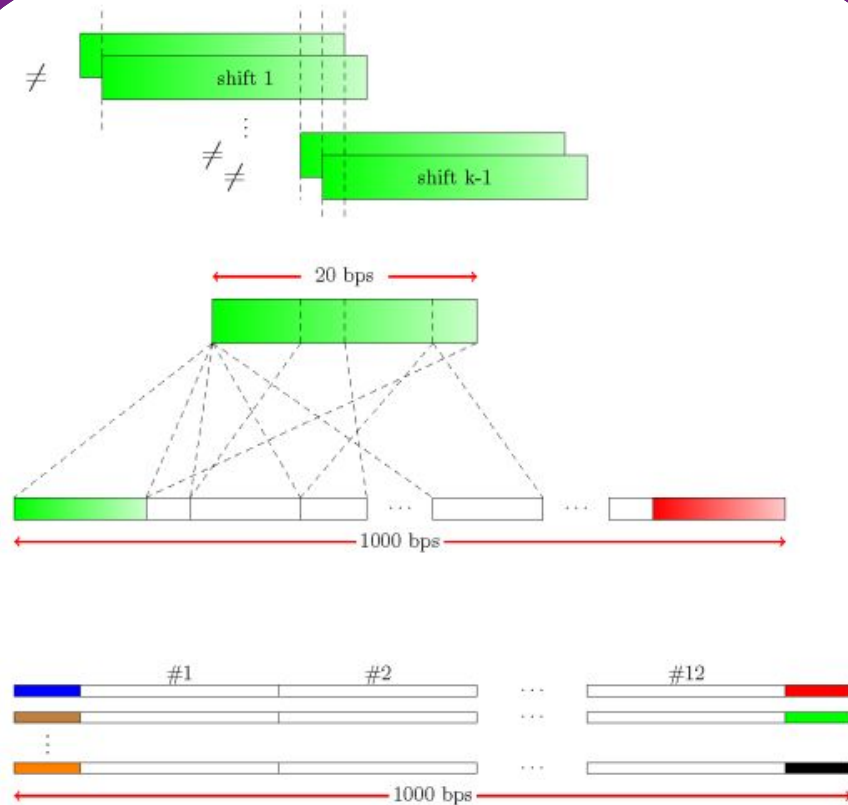 ≠ shift 1
⋮
≠
≠ shift k-1
20 bps
... ...
1000 bps
#1 #2 #12
...
...
⋮
...
1000 bps